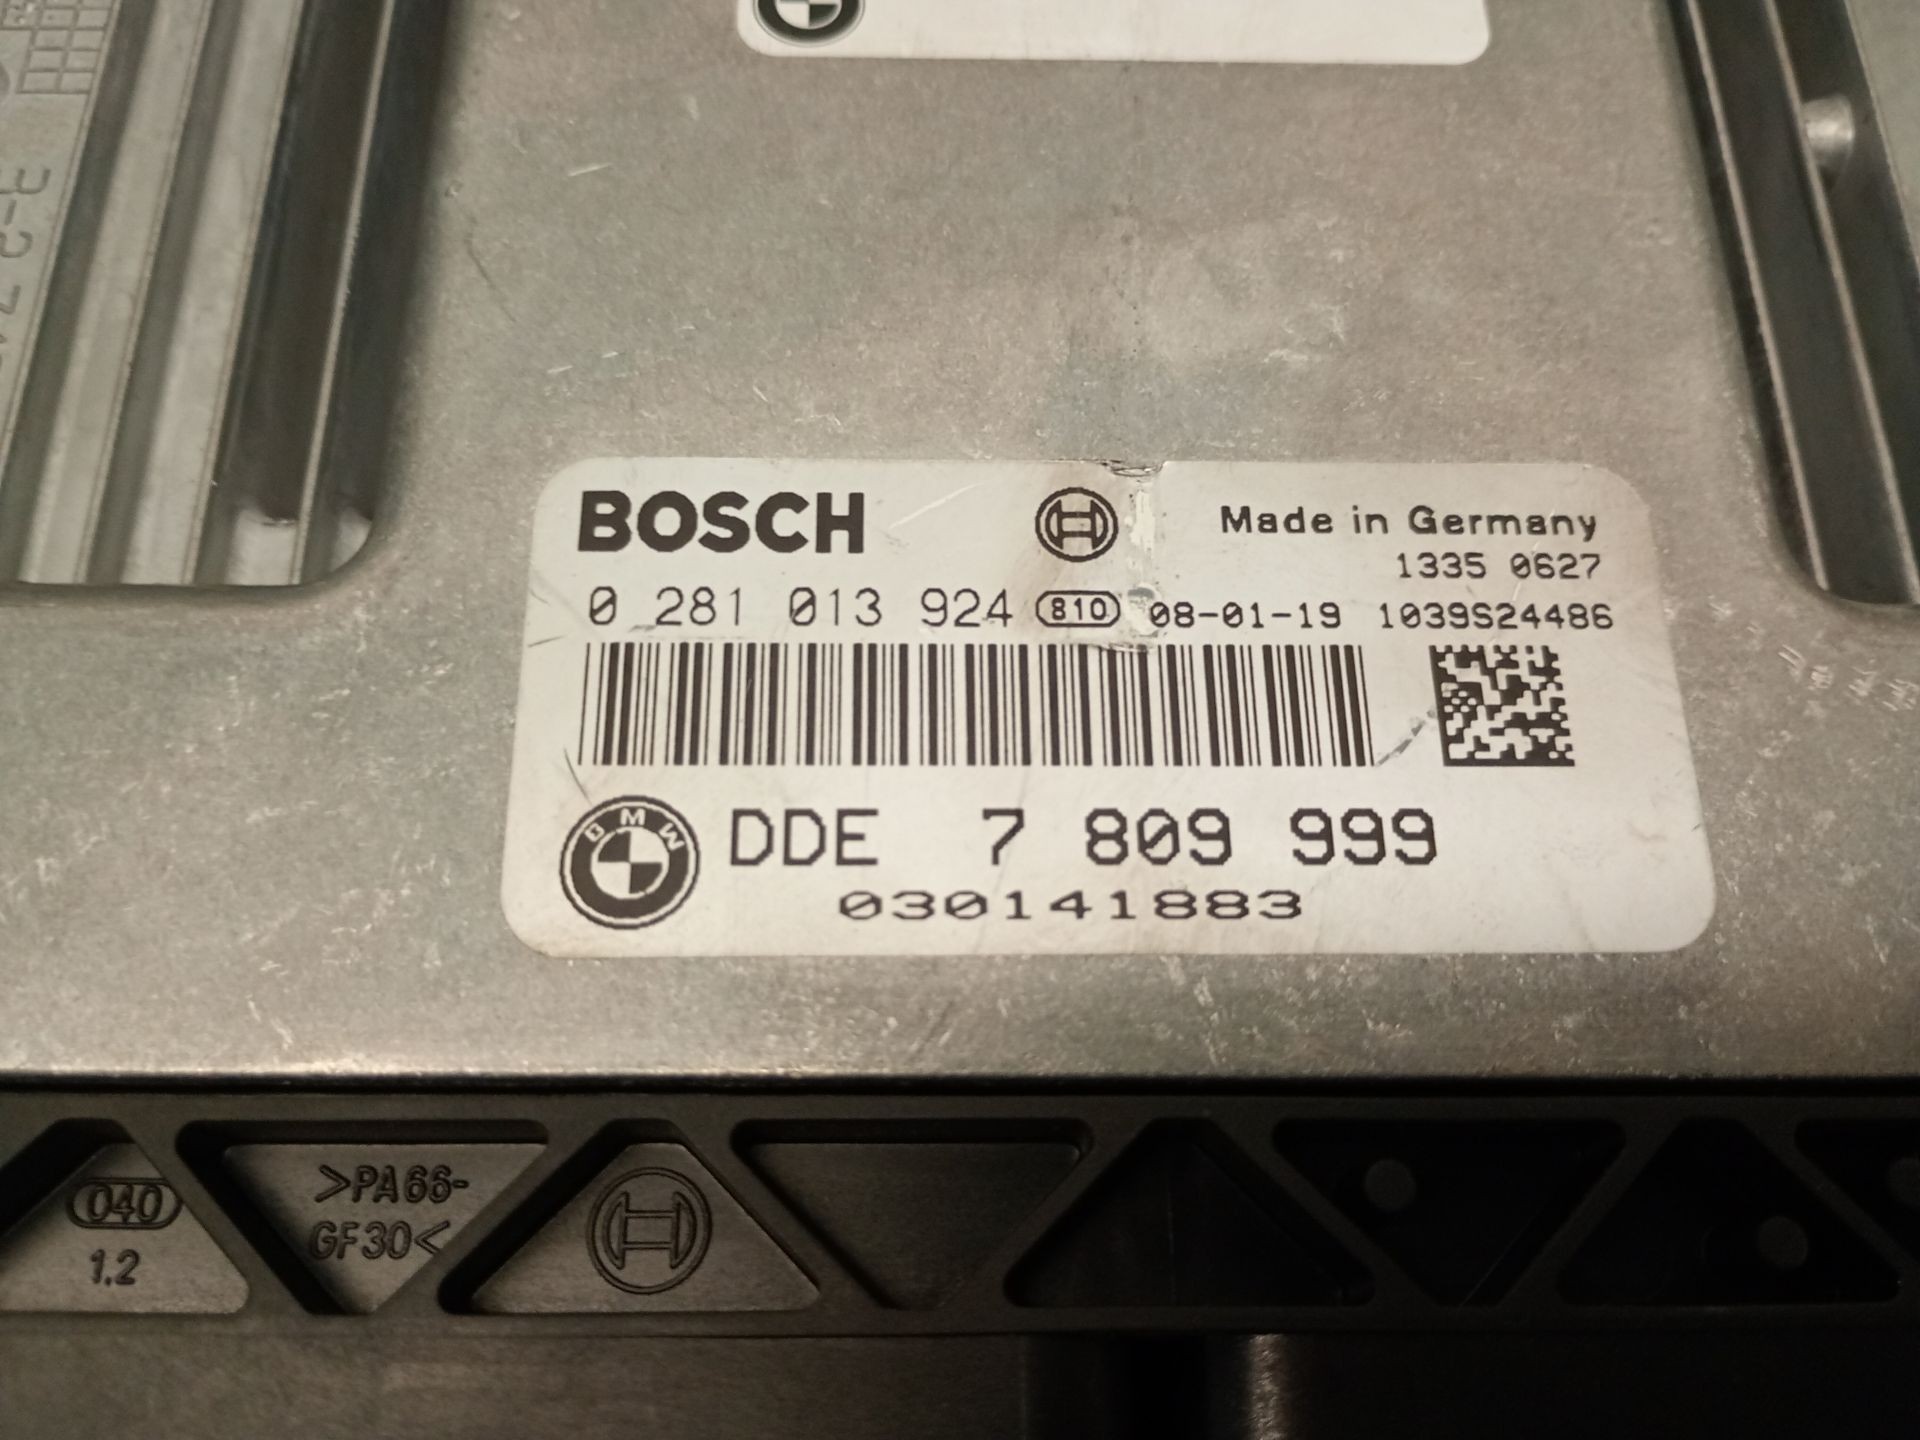 BOSCH
Made in Germany
1335 0627
0 281 013 924 810 08-01-19 1039S24486
BMW DDE 7 809 999
030141883
040
1.2
>PA66-
GF30<